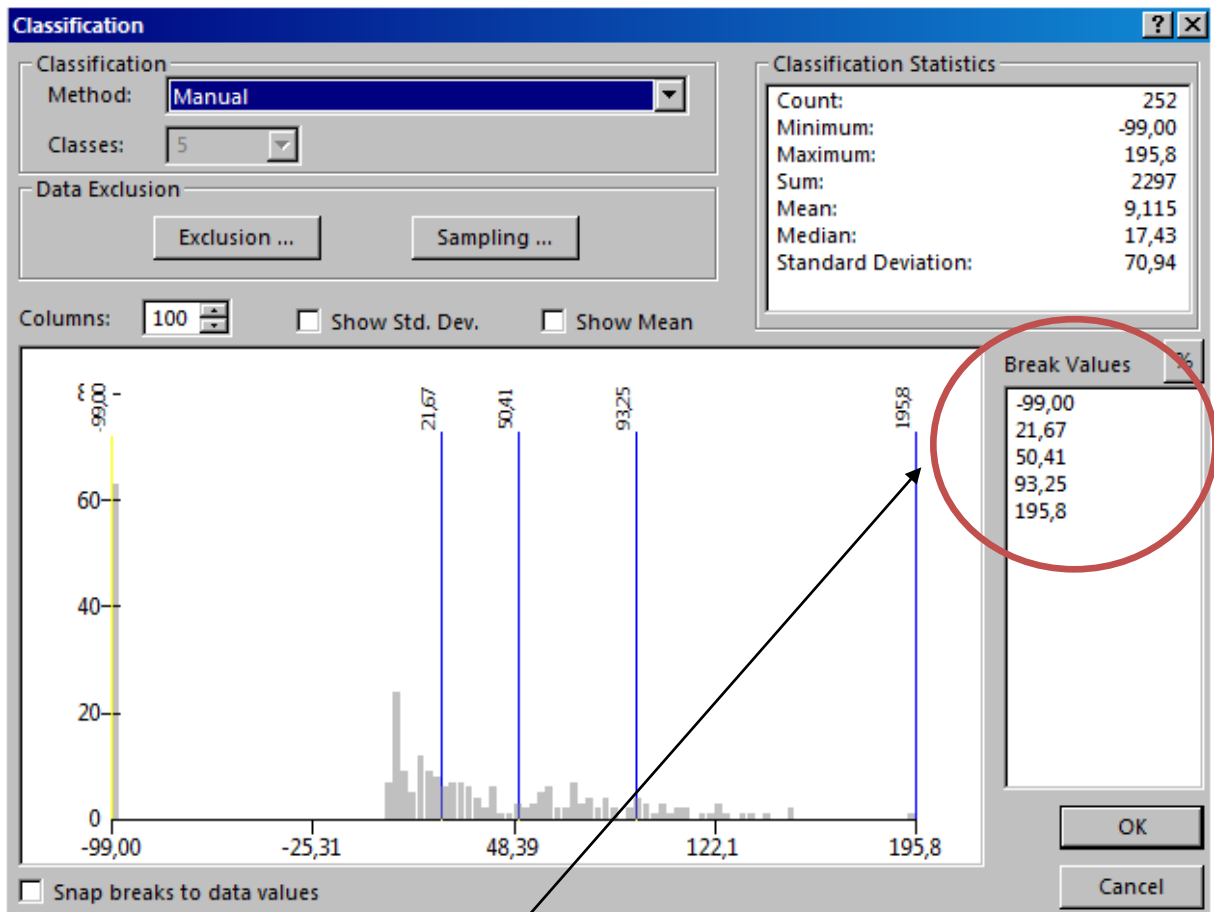 Classification
Classification
Method: Manual
Classes: 5
Data Exclusion
Exclusion ...
Sampling ...
Classification Statistics
Count: 252
Minimum: -99,00
Maximum: 195,8
Sum: 2297
Mean: 9,115
Median: 17,43
Standard Deviation: 70,94
Columns: 100
Show Std. Dev.
Show Mean
Break Values %
-99,00
21,67
50,41
93,25
195,8
-99,00
21,67
50,41
93,25
195,8
60
40
20
0
-99,00
-25,31
48,39
122,1
195,8
OK
Cancel
Snap breaks to data values